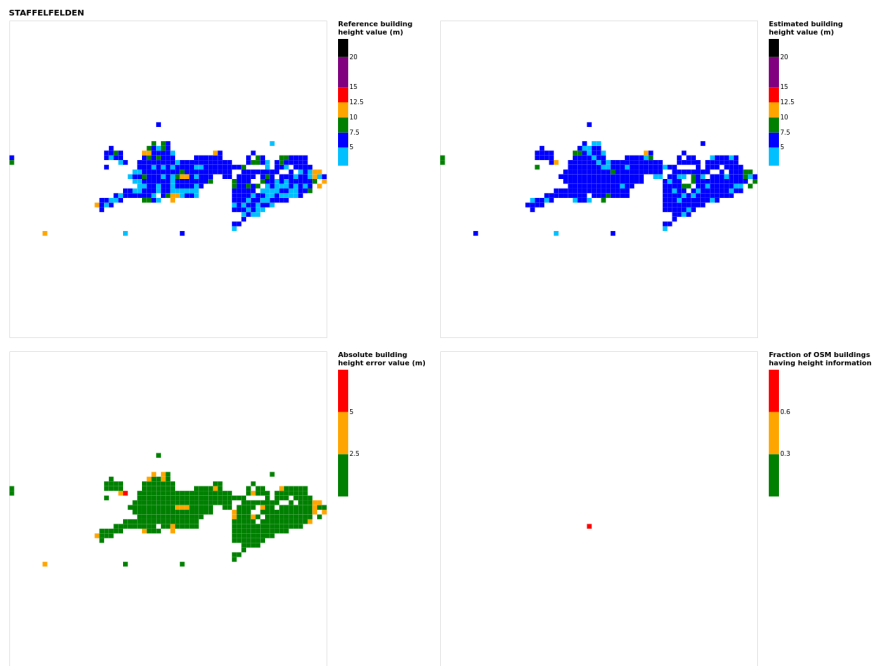 STAFFELFELDEN
Reference building
height value (m)
20
15
12.5
10
7.5
5
Estimated building
height value (m)
20
15
12.5
10
7.5
5
Absolute building
height error value (m)
5
2.5
Fraction of OSM buildings
having height information
0.6
0.3